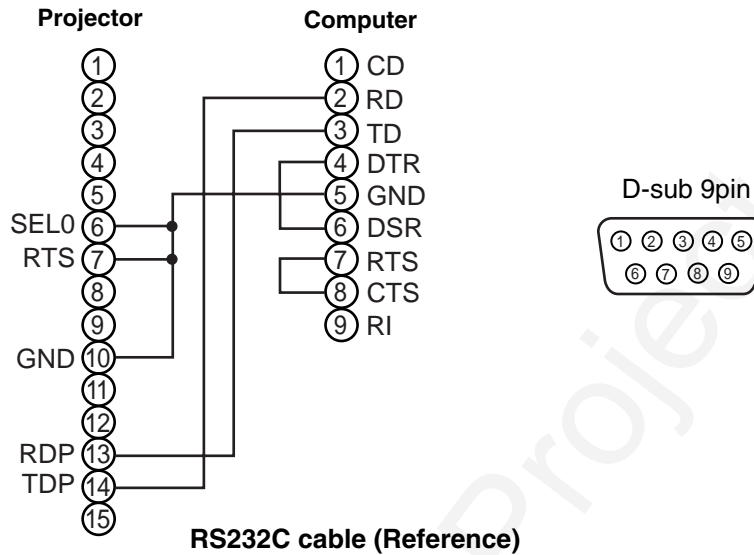 Projector
Computer
1
2
3
4
5
SEL0 6
RTS 7
8
9
GND 10
11
12
RDP 13
TDP 14
15
1 CD
2 RD
3 TD
4 DTR
5 GND
6 DSR
7 RTS
8 CTS
9 RI
D-sub 9pin
1 2 3 4 5
6 7 8 9
RS232C cable (Reference)
Project